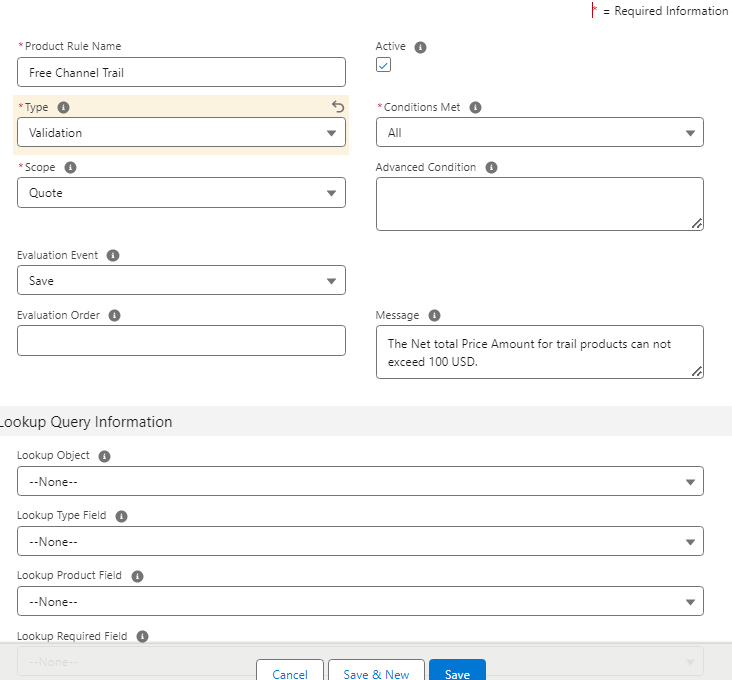 * = Required Information
* Product Rule Name
Free Channel Trail
Active
* Type
Validation
* Conditions Met
All
* Scope
Quote
Advanced Condition
Evaluation Event
Save
Evaluation Order
Message
The Net total Price Amount for trail products can not
exceed 100 USD.
Lookup Query Information
Lookup Object
--None--
Lookup Type Field
--None--
Lookup Product Field
--None--
Lookup Required Field
--None--
Cancel
Save & New
Save